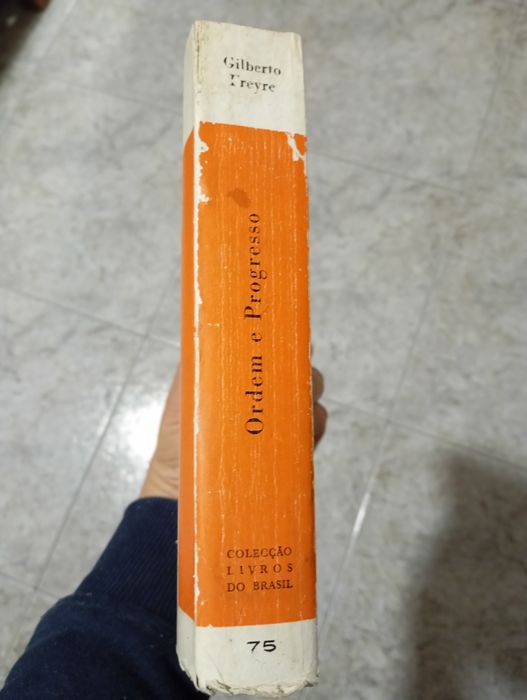 Gilberto
Freyre
Ordem e Progresso
COLECÇÃO
LIVROS
DO BRASIL
75